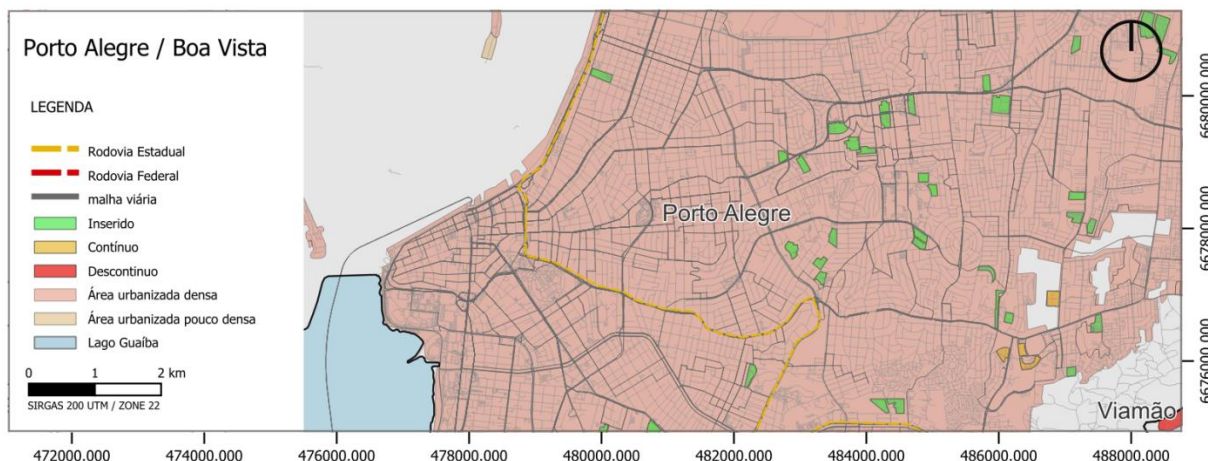 Porto Alegre / Boa Vista
LEGENDA
Rodovia Estadual
Rodovia Federal
malha viária
Inserido
Contínuo
Descontinuo
Área urbanizada densa
Área urbanizada pouco densa
Lago Guaíba
0 1 2 km
SIRGAS 200 UTM / ZONE 22
Porto Alegre
Viamão
6680000.000
6678000.000
6676000.000
472000.000 474000.000 476000.000 478000.000 480000.000 482000.000 484000.000 486000.000 488000.000